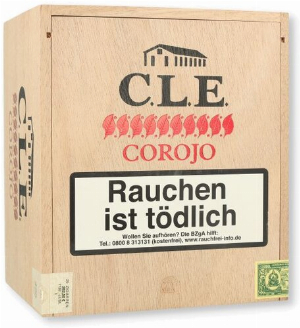 C.L.E.
COROJO
Rauchen
ist tödlich
Wollen Sie aufhören? Die BZgA hilft:
Tel.: 0800 8 313131 (kostenfrei), www.rauchfrei-info.de
C.L.E.
COROJO